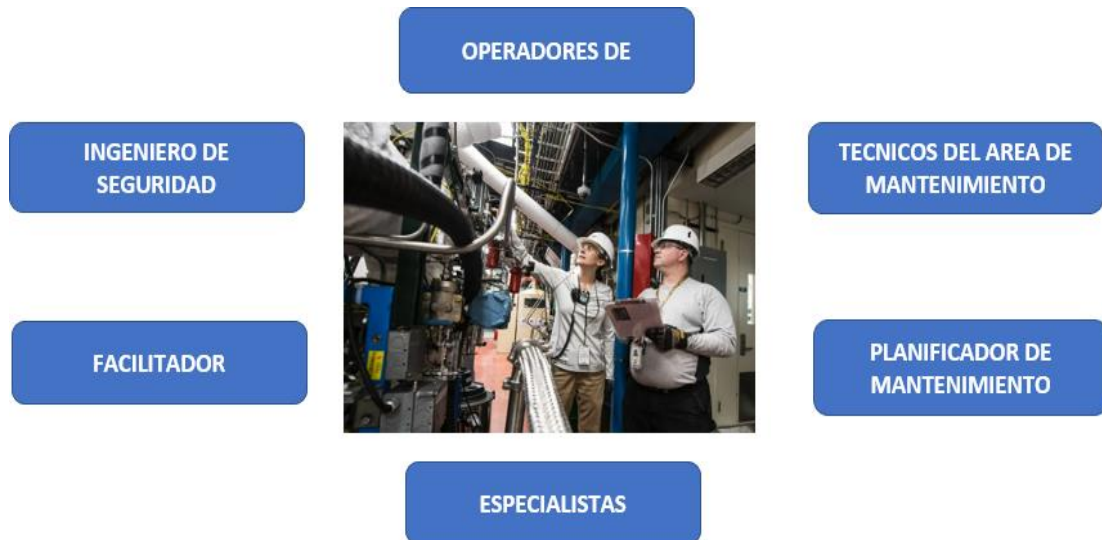 OPERADORES DE
INGENIERO DE
SEGURIDAD
TECNICOS DEL AREA DE
MANTENIMIENTO
FACILITADOR
PLANIFICADOR DE
MANTENIMIENTO
ESPECIALISTAS